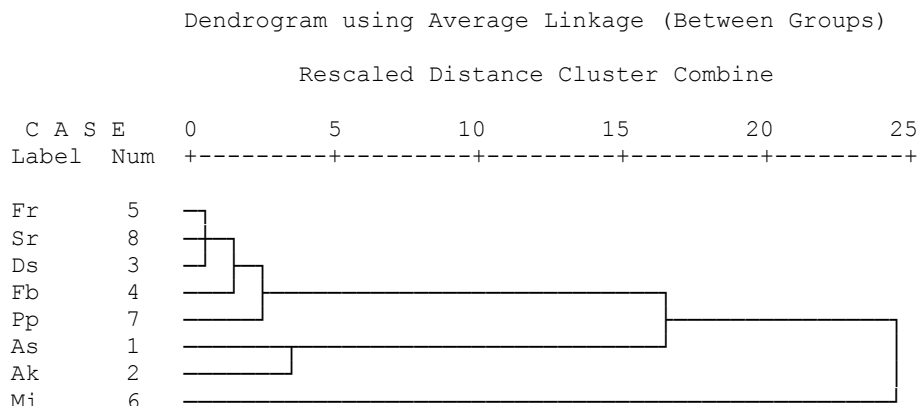 Dendrogram using Average Linkage (Between Groups)
Rescaled Distance Cluster Combine
C A S E 0 5 10 15 20 25
Label Num +---------+---------+---------+---------+---------+
Fr 5
Sr 8
Ds 3
Fb 4
Pp 7
As 1
Ak 2
Mi 6